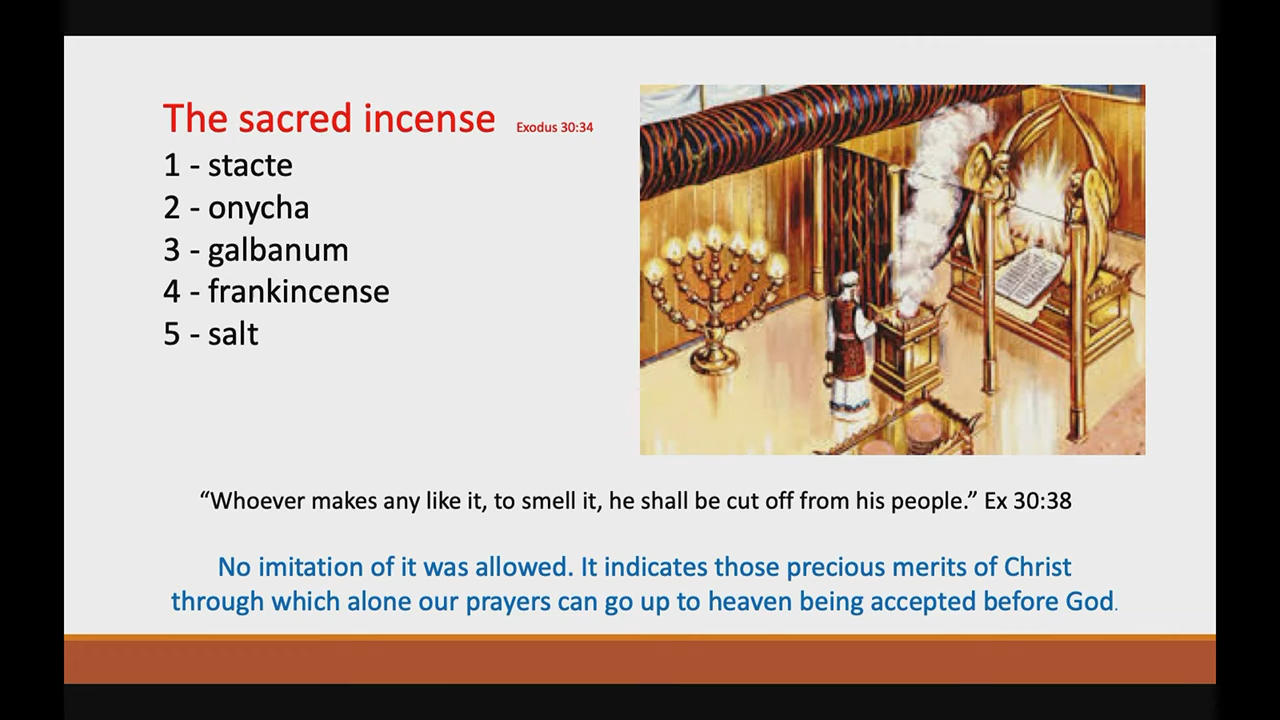 The sacred incense Exodus 30:34
1 - stacte
2 - onycha
3 - galbanum
4 - frankincense
5 - salt
“Whoever makes any like it, to smell it, he shall be cut off from his people.” Ex 30:38
No imitation of it was allowed. It indicates those precious merits of Christ
through which alone our prayers can go up to heaven being accepted before God.